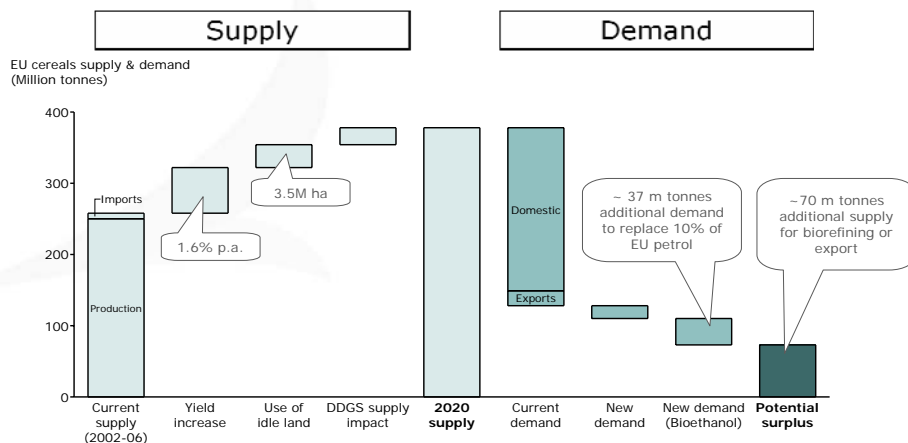 Supply
Demand
EU cereals supply & demand
(Million tonnes)
400
300
200
100
0
Imports
Production
1.6% p.a.
3.5M ha
Domestic
Exports
~ 37 m tonnes
additional demand
to replace 10% of
EU petrol
~70 m tonnes
additional supply
for biorefining or
export
Current
supply
(2002-06)
Yield
increase
Use of
idle land
DDGS supply
impact
2020
supply
Current
demand
New
demand
New demand
(Bioethanol)
Potential
surplus